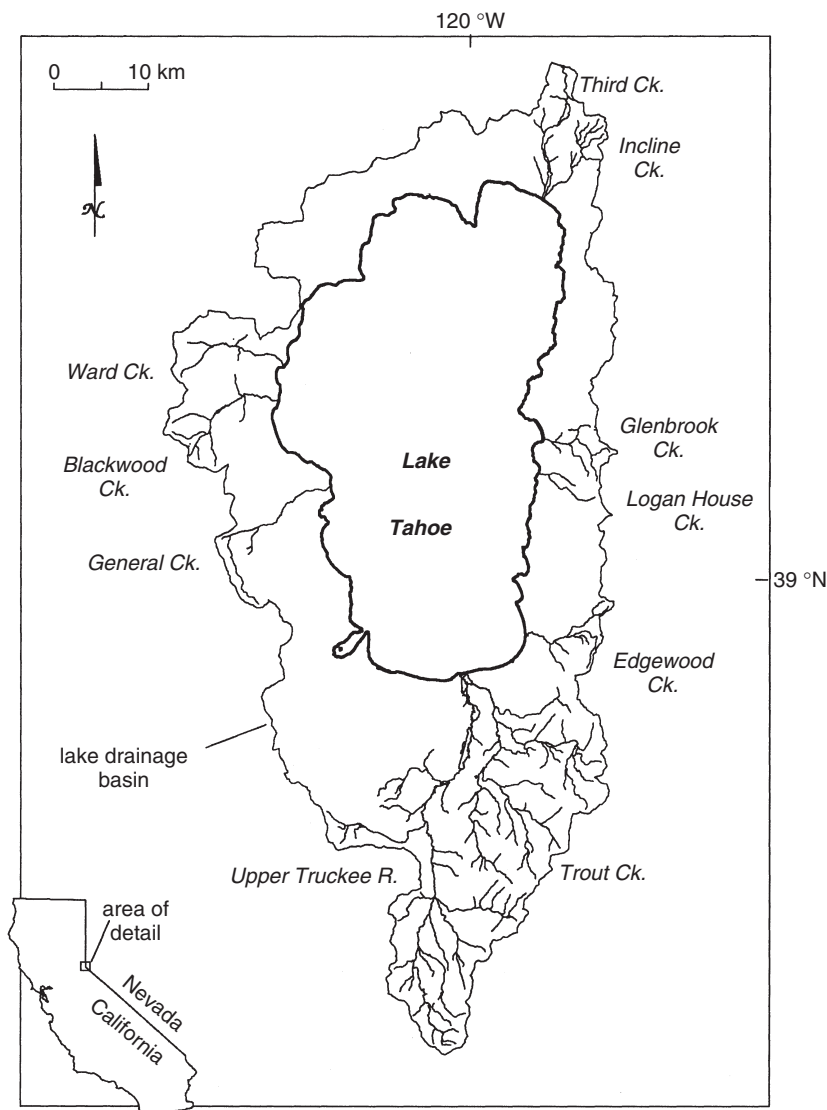 120 °W
0 10 km
Third Ck.
Incline
Ck.
N
Ward Ck.
Glenbrook
Ck.
Blackwood
Ck.
Lake
Tahoe
Logan House
Ck.
General Ck.
39 °N
Edgewood
Ck.
lake drainage
basin
Upper Truckee R.
Trout Ck.
area of
detail
Nevada
California